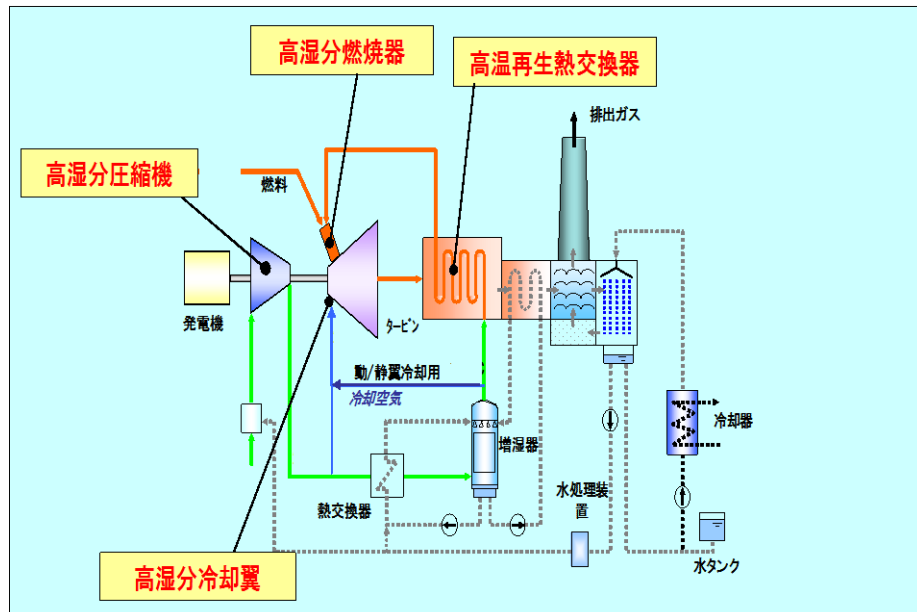 高湿分燃焼器
高温再生熱交換器
排出ガス
高湿分圧縮機
燃料
発電機
タービン
動/静翼冷却用
冷却空気
増湿器
冷却器
熱交換器
水処理装
置
高湿分冷却翼
水タンク